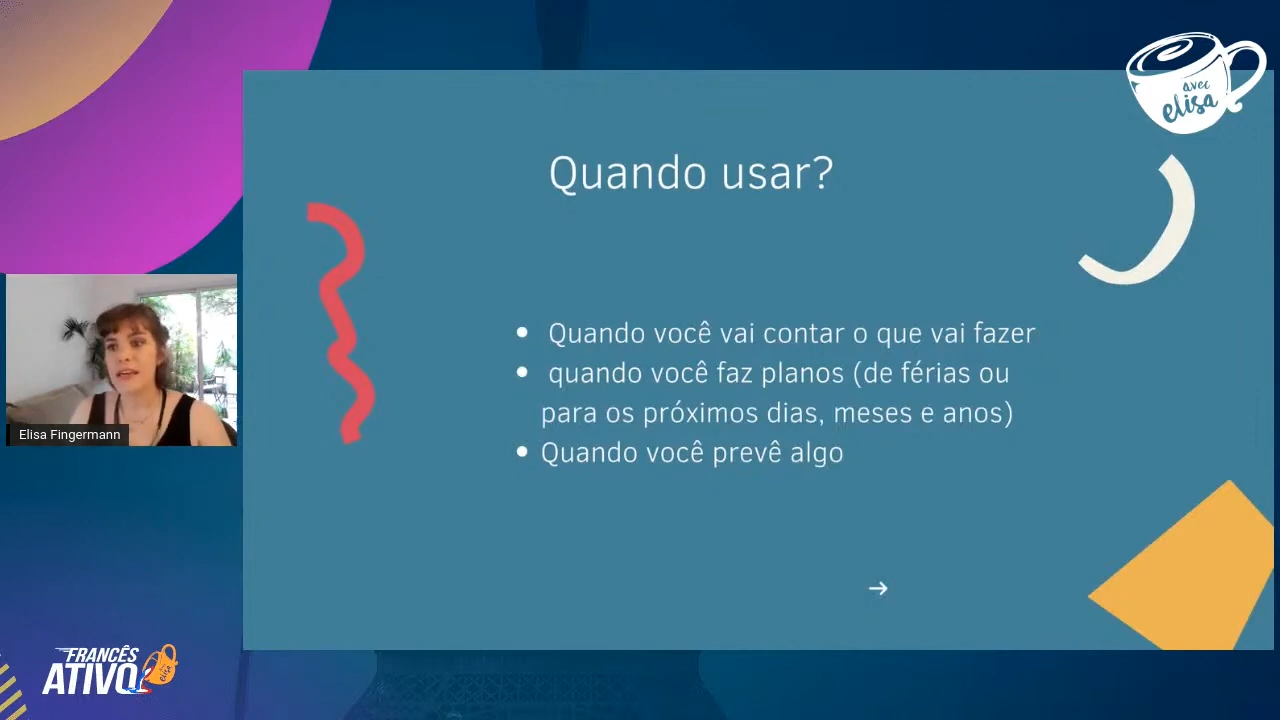 avec
elisa
Quando usar?
• Quando você vai contar o que vai fazer
• quando você faz planos (de férias ou
para os próximos dias, meses e anos)
• Quando você prevê algo
→
Elisa Fingermann
FRANCÊS
ATIVO
elisa